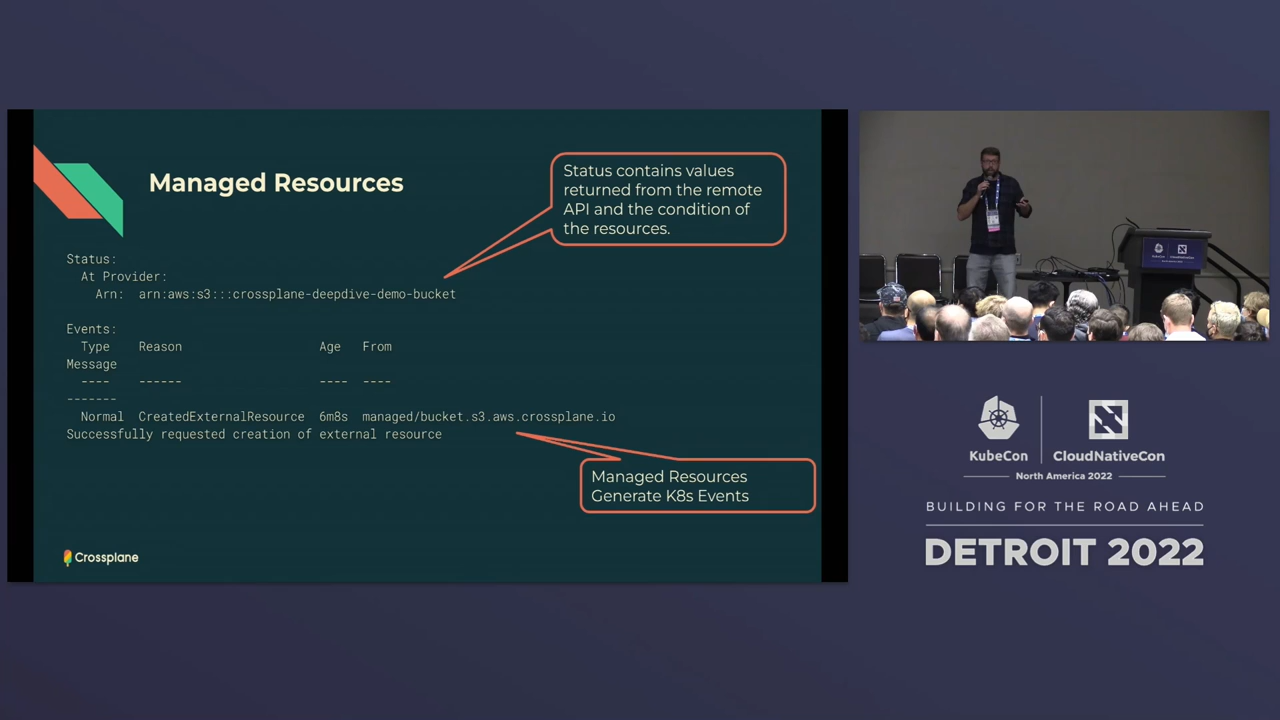 Managed Resources
Status contains values
returned from the remote
API and the condition of
the resources.
Status:
At Provider:
Arn: arn:aws:s3:::crossplane-deepdive-demo-bucket
Events:
Type Reason Age From
Message
---- ------ ---- ----
-------
Normal CreatedExternalResource 6m8s managed/bucket.s3.aws.crossplane.io
Successfully requested creation of external resource
Managed Resources
Generate K8s Events
Crossplane
KubeCon CloudNativeCon
North America 2022
BUILDING FOR THE ROAD AHEAD
DETROIT 2022